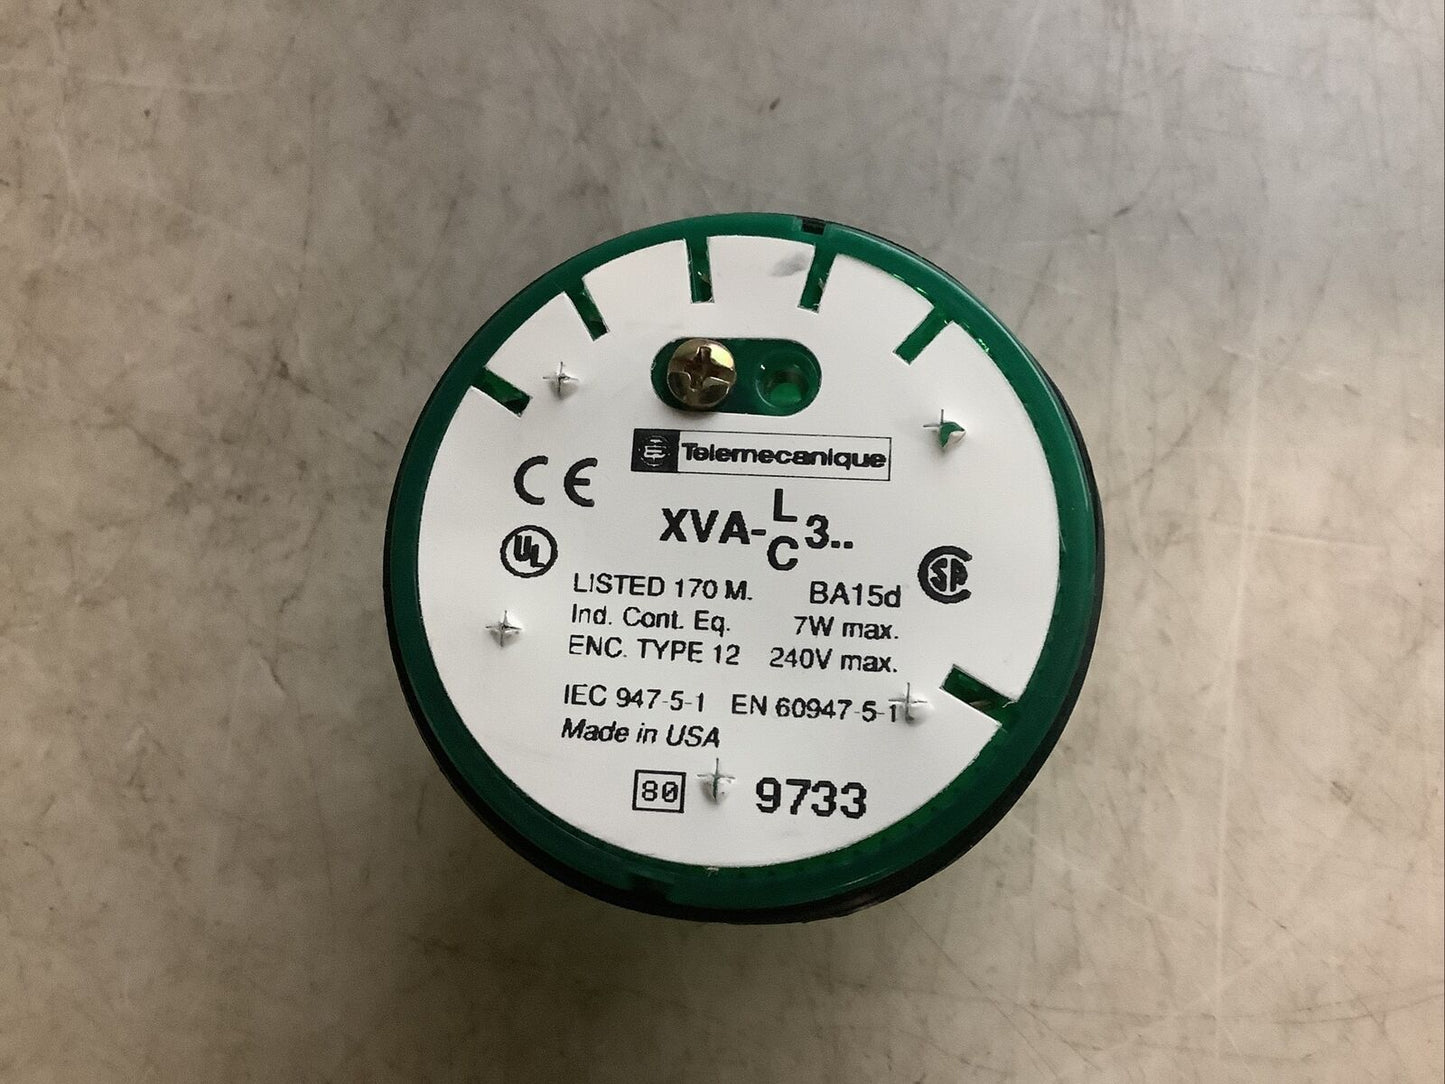 Telemecanique
CE
XVA-L/C3..
UL
SP
LISTED 170 M. BA15d
Ind. Cont. Eq. 7W max.
ENC. TYPE 12 240V max.
IEC 947-5-1 EN 60947-5-1
Made in USA
80 9733